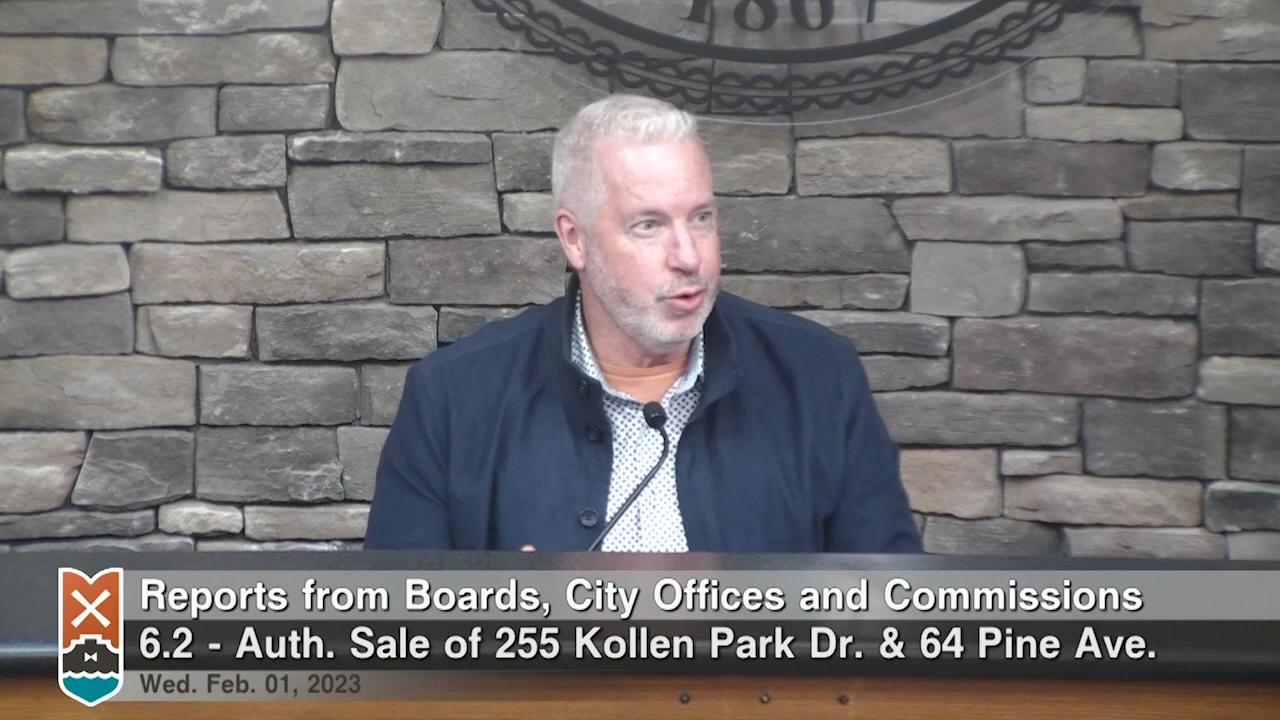 186
Reports from Boards, City Offices and Commissions
6.2 - Auth. Sale of 255 Kollen Park Dr. & 64 Pine Ave.
Wed. Feb. 01, 2023